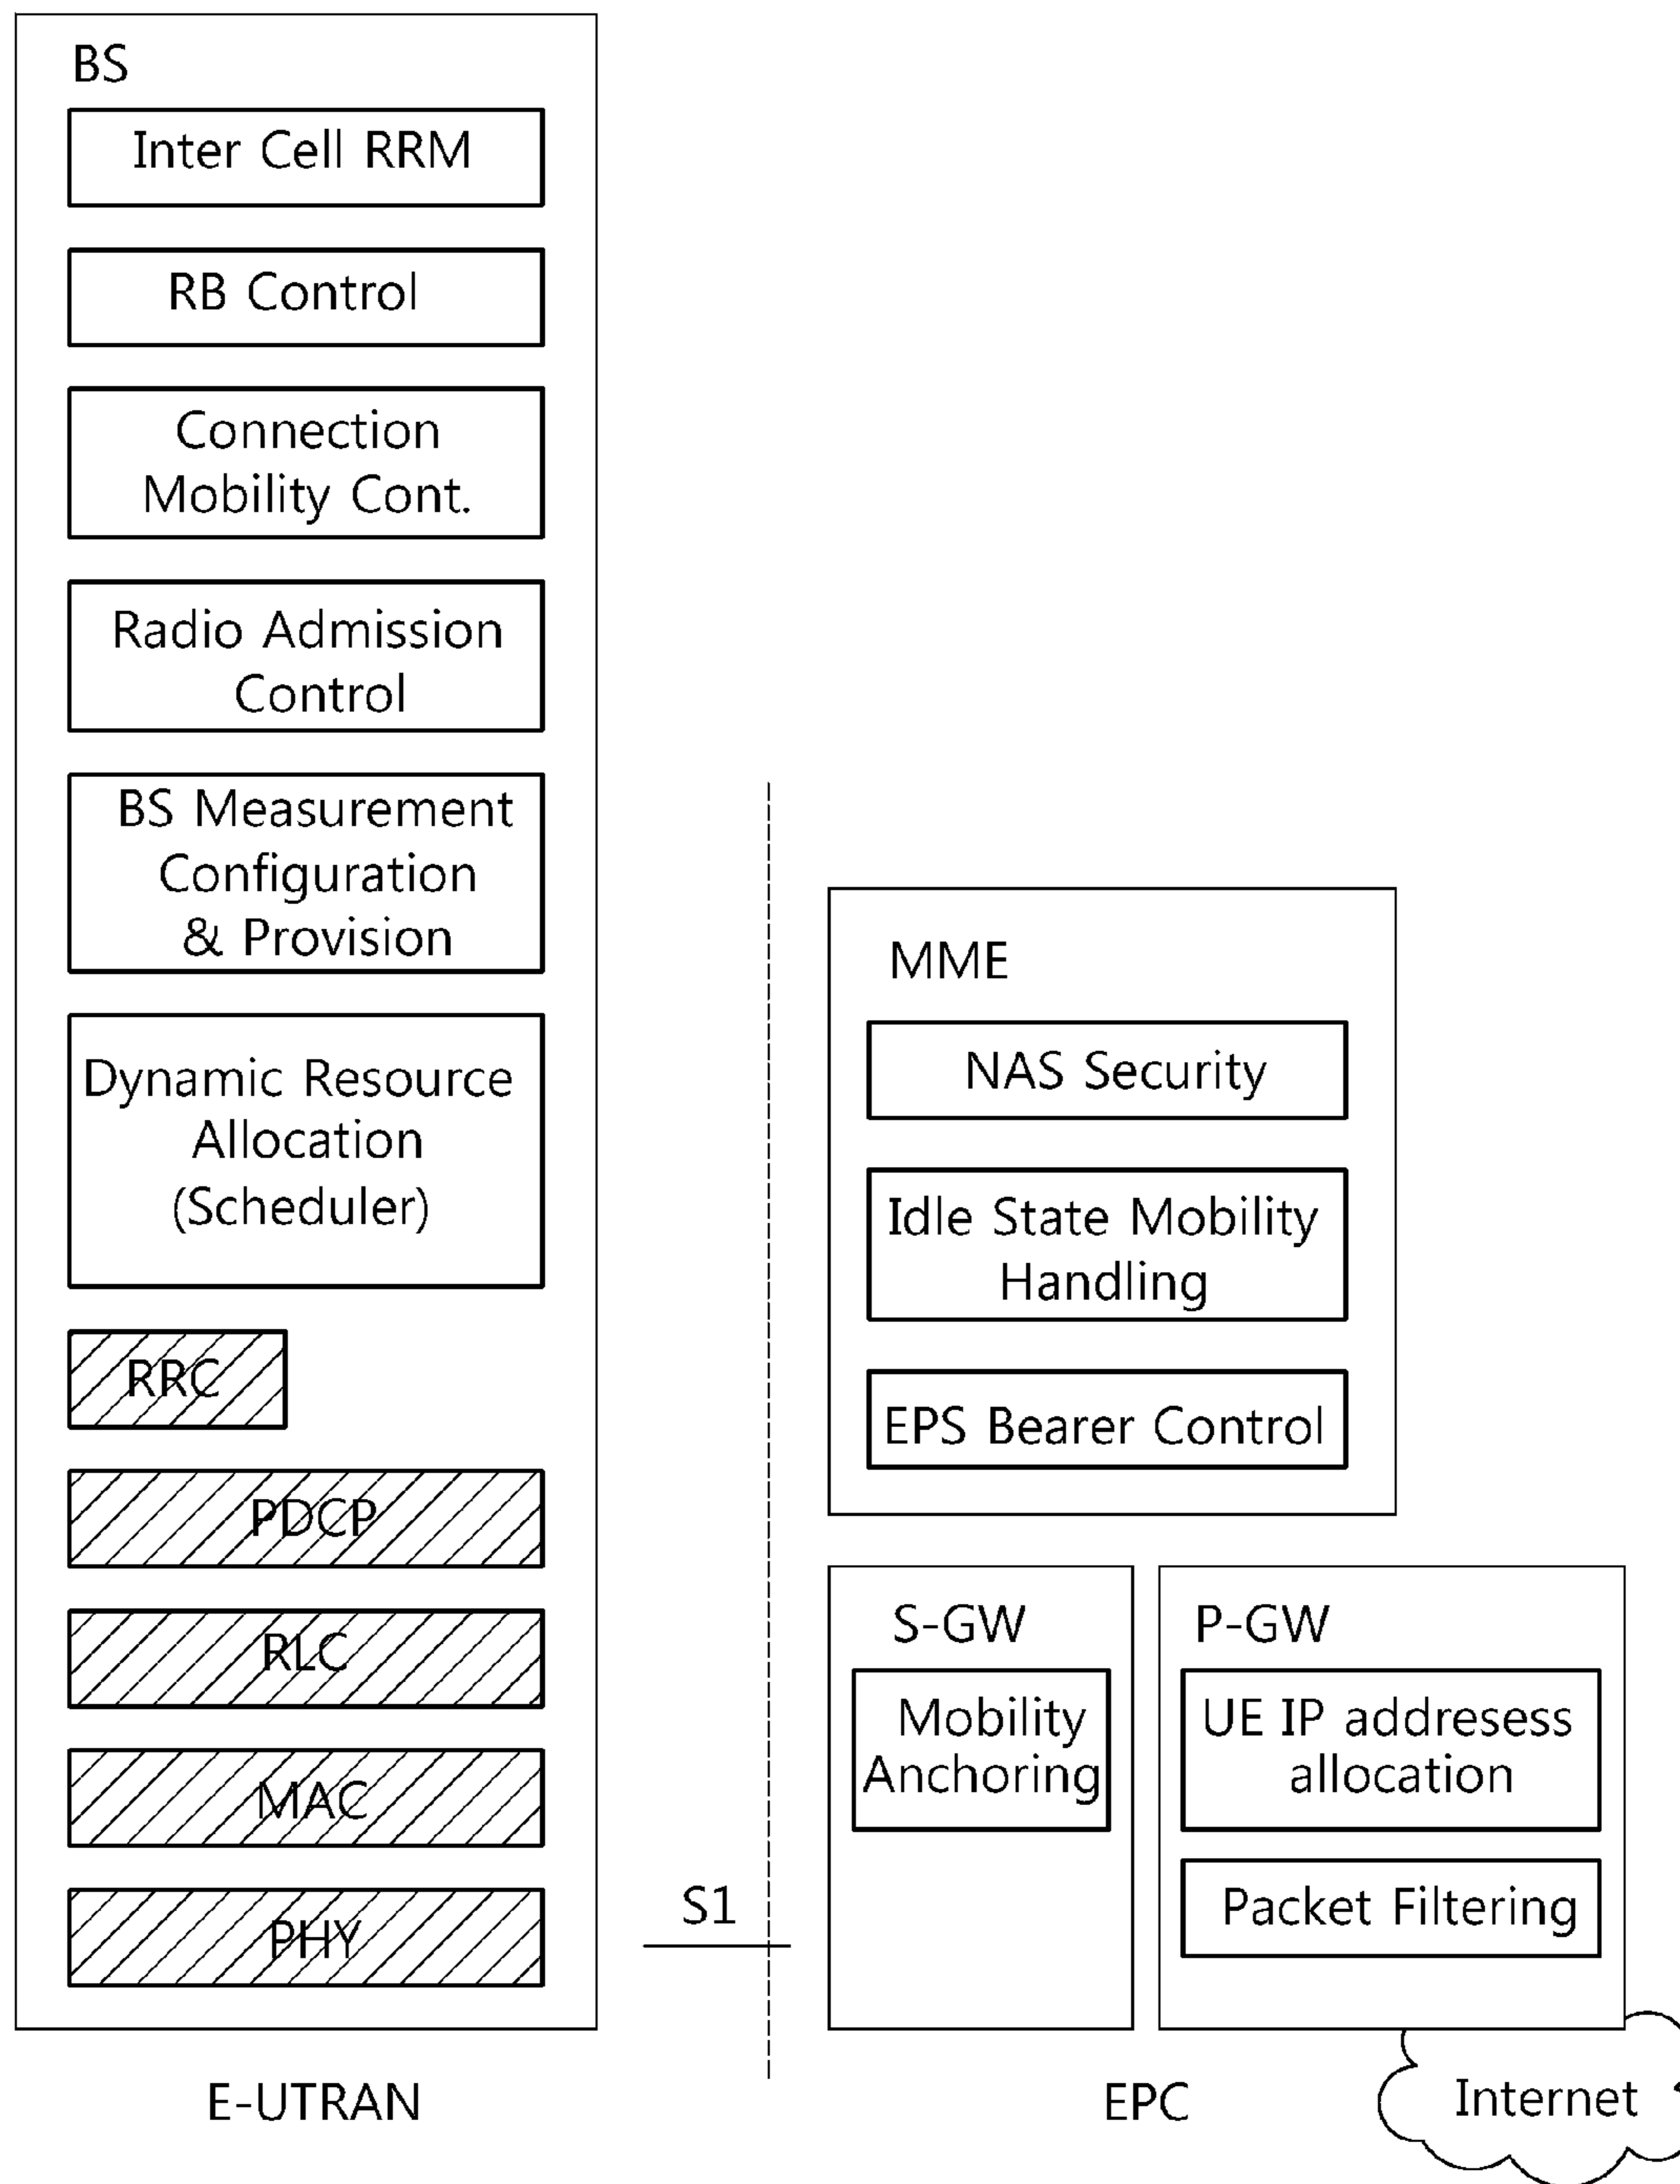 BS
Inter Cell RRM
RB Control
Connection
Mobility Cont.
Radio Admission
Control
BS Measurement
Configuration
& Provision
Dynamic Resource
Allocation
(Scheduler)
RRC
PDCP
RLC
MAC
PHY
S1
E-UTRAN
MME
NAS Security
Idle State Mobility
Handling
EPS Bearer Control
S-GW
Mobility
Anchoring
P-GW
UE IP addresess
allocation
Packet Filtering
EPC
Internet